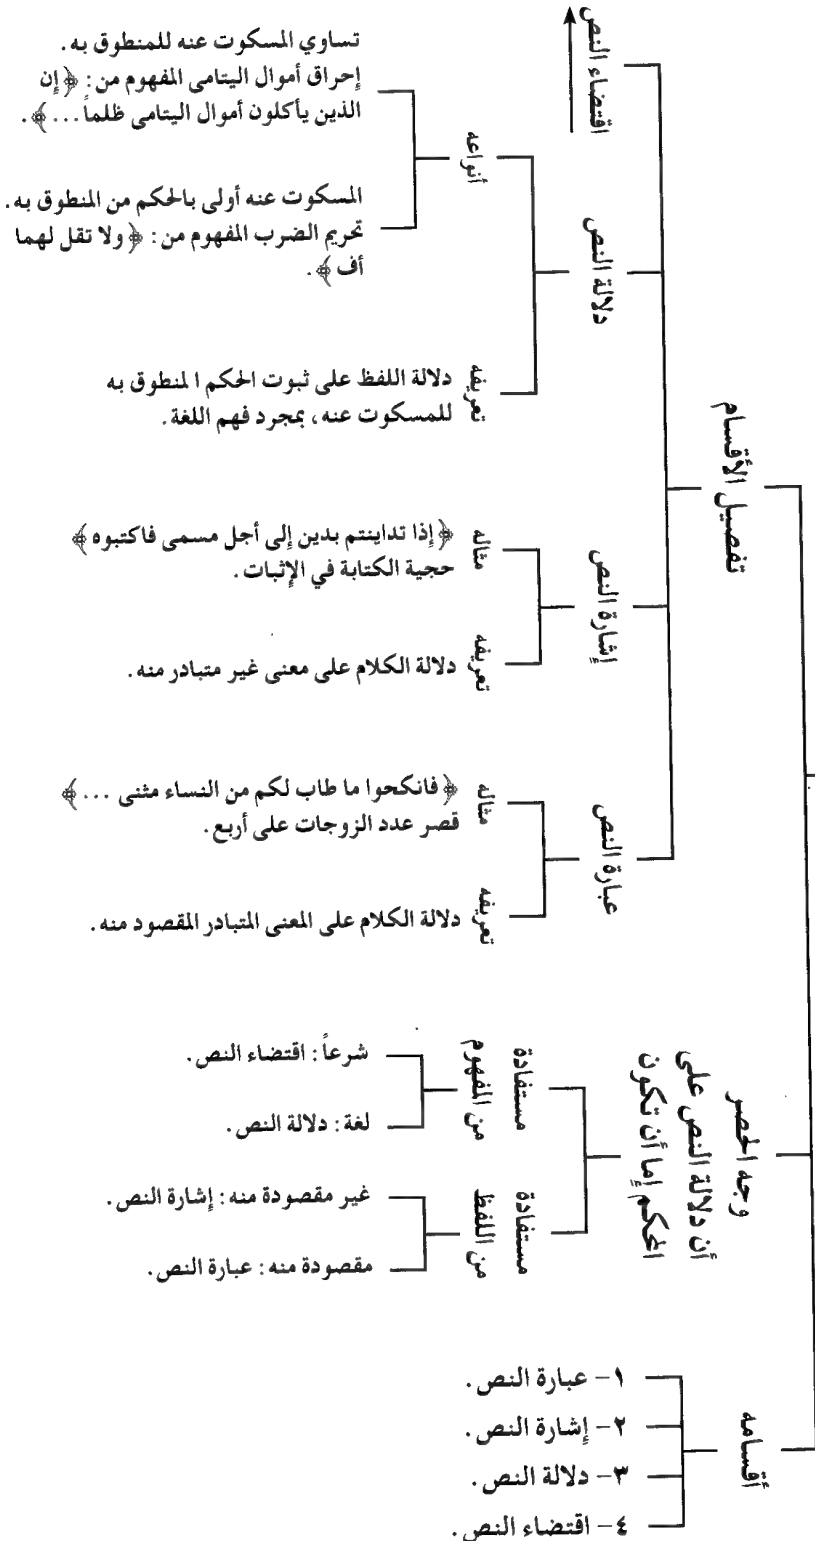 اقتضاء النص
تساوي المسكوت عنه للمنطوق به.
إحراق أموال اليتامى المفهوم من: ﴿إن
الذين يأكلون أموال اليتامى ظلماً...﴾.
أنواعه
المسكوت عنه أولى بالحكم من المنطوق به.
تحريم الضرب المفهوم من: ﴿ولا تقل لهما
أف﴾.
دلالة النص
تعريفه
دلالة اللفظ على ثبوت الحكم المنطوق به
للمسكوت عنه، بمجرد فهم اللغة.
تفصيل الأقسام
مثاله
﴿إذا تداينتم بدين إلى أجل مسمى فاكتبوه﴾
حجية الكتابة في الإثبات.
إشارة النص
تعريفه
دلالة الكلام على معنى غير متبادر منه.
مثاله
﴿فانكحوا ما طاب لكم من النساء مثنى ...﴾
قصر عدد الزوجات على أربع.
عبارة النص
تعريفه
دلالة الكلام على المعنى المتبادر المقصود منه.
وجه الحصر
أن دلالة النص على
الحكم إما أن تكون
مستفادة
من المفهوم
شرعاً: اقتضاء النص.
لغة: دلالة النص.
مستفادة
من اللفظ
غير مقصودة منه: إشارة النص.
مقصودة منه: عبارة النص.
أقسامه
١- عبارة النص.
٢- إشارة النص.
٣- دلالة النص.
٤- اقتضاء النص.